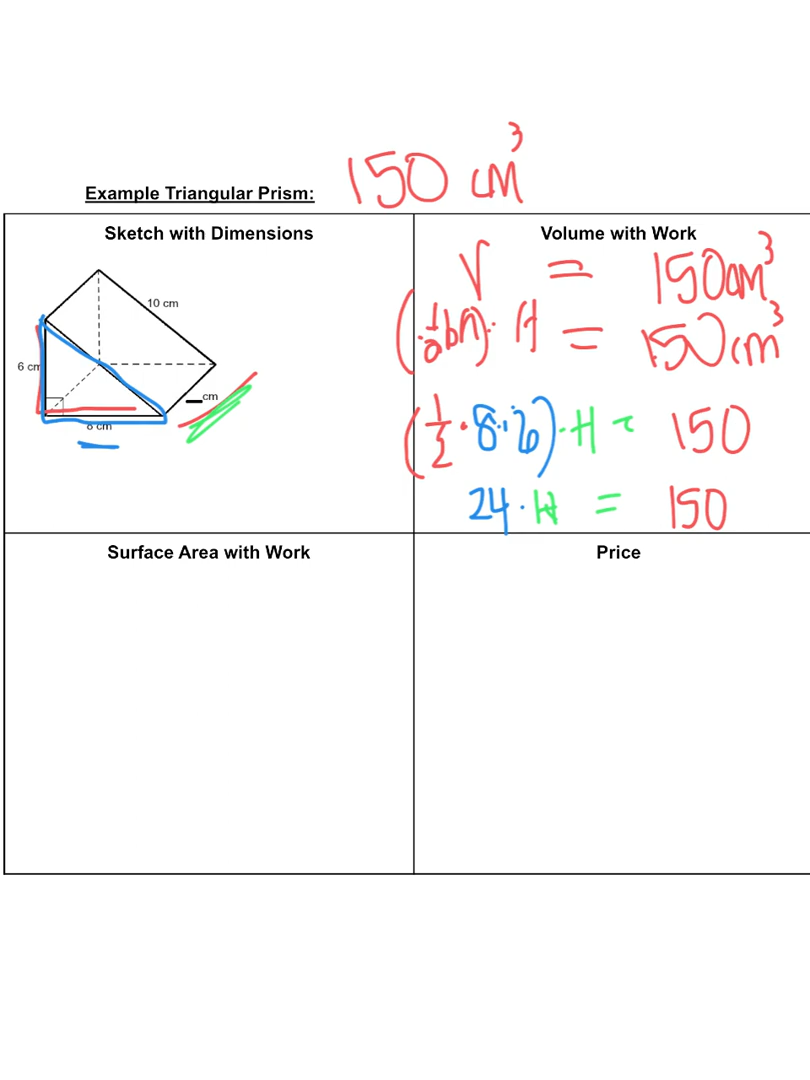 150 cm³
Example Triangular Prism:
Sketch with Dimensions
10 cm
6 cm
cm
8 cm
Volume with Work
V = 150cm³
(½bh)· H = 150cm³
(½·8·6)·H = 150
24·H = 150
Surface Area with Work
Price